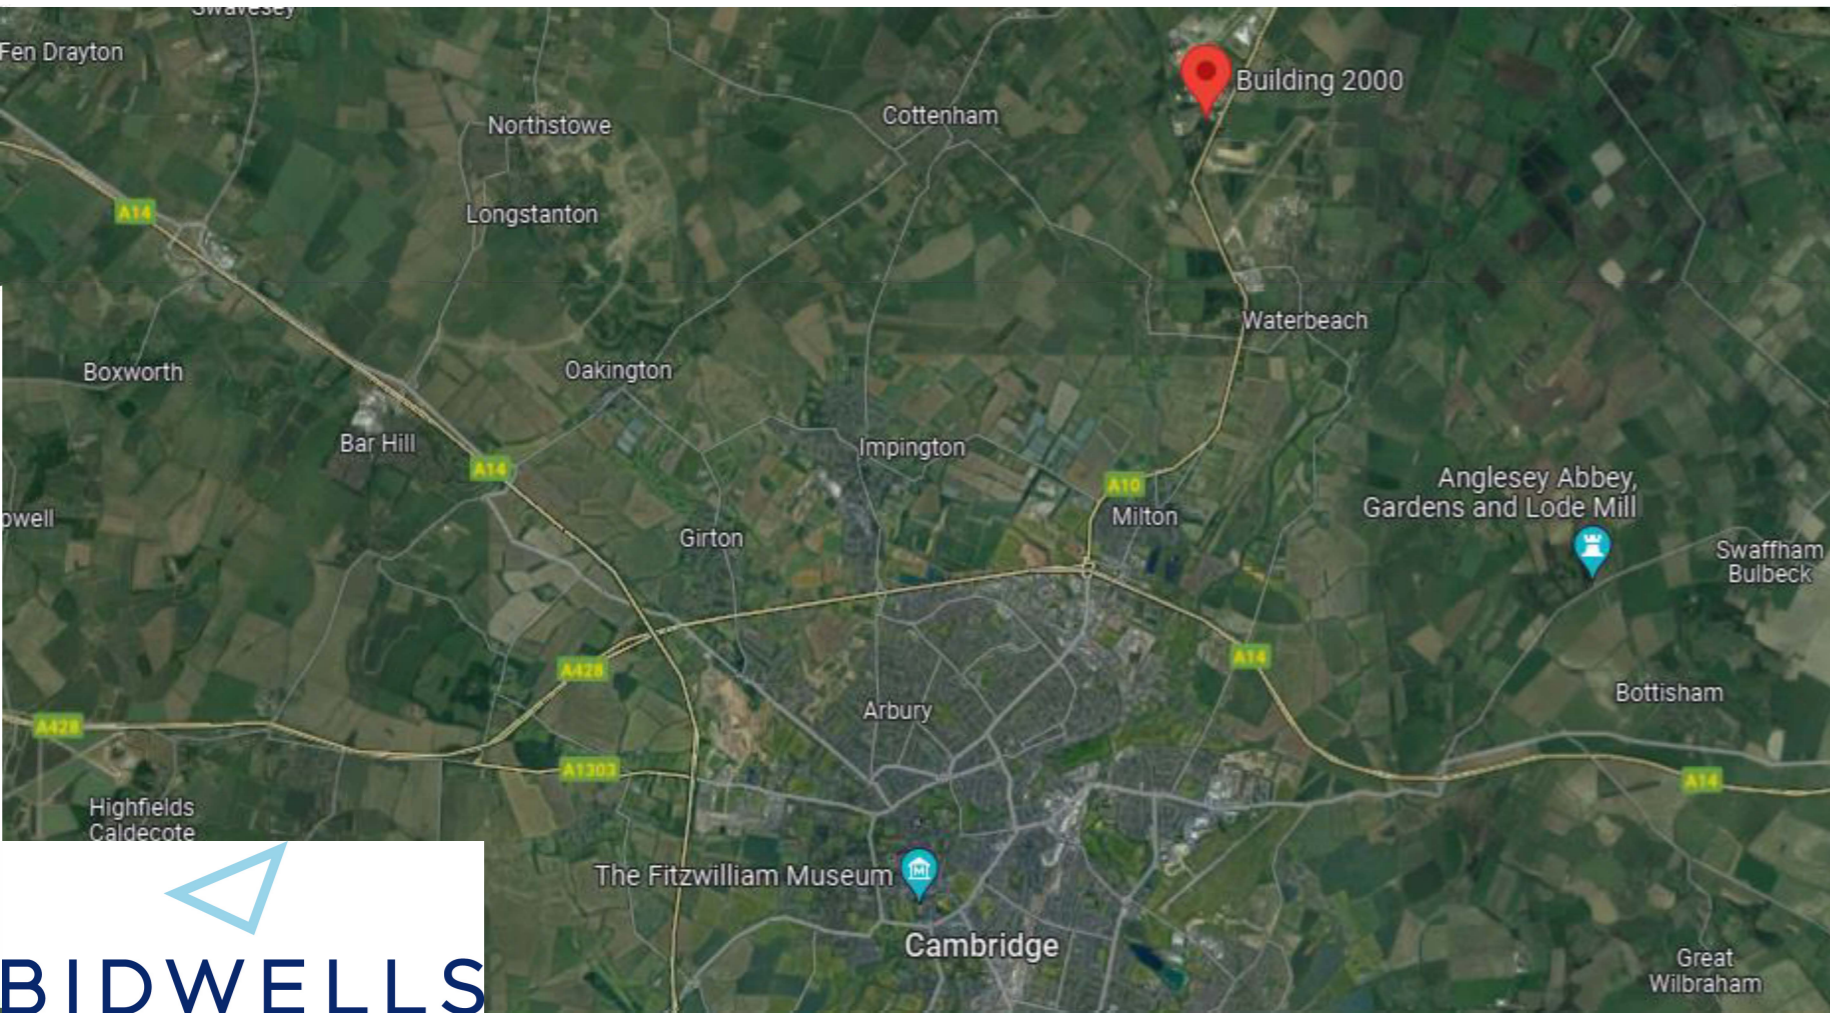 Swavesey
Fen Drayton
Building 2000
Northstowe
Cottenham
A14
Longstanton
Waterbeach
Boxworth
Oakington
Bar Hill
Impington
A14
A10
Anglesey Abbey,
Gardens and Lode Mill
Milton
owell
Girton
Swaffham
Bulbeck
A428
A14
Bottisham
Arbury
A428
A1303
A14
Highfields
Caldecote
The Fitzwilliam Museum
M
Cambridge
Great
Wilbraham
BIDWELLS